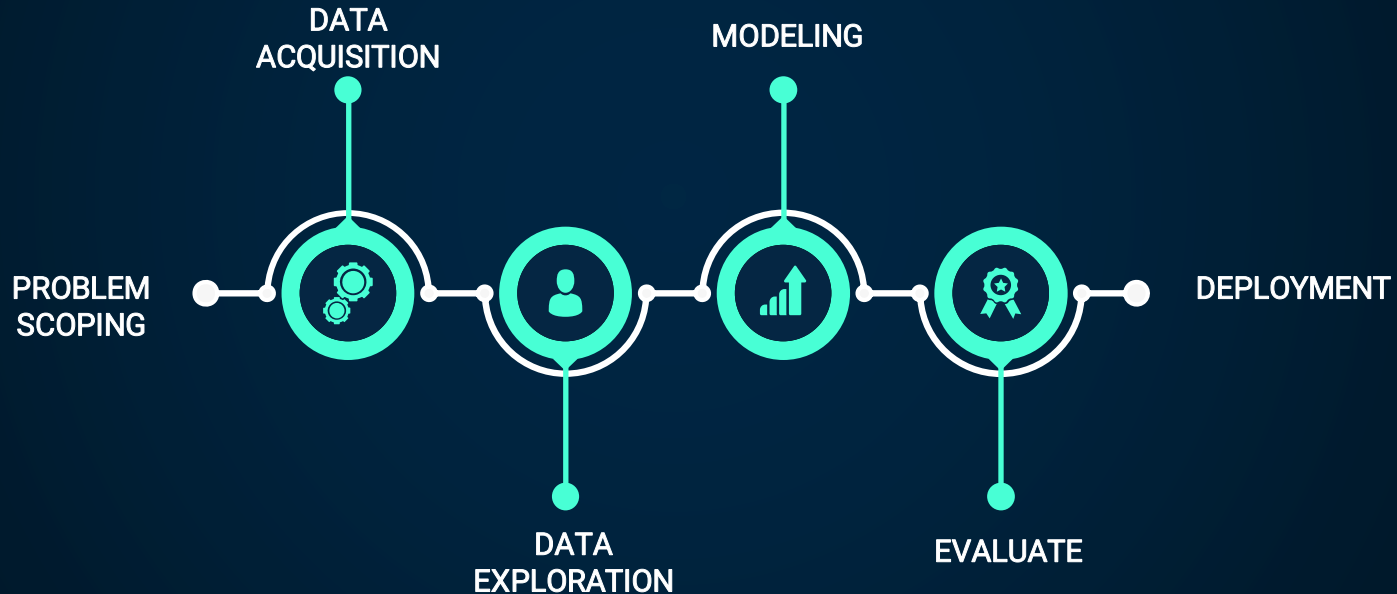 PROBLEM
SCOPING
DATA
ACQUISITION
DATA
EXPLORATION
MODELING
EVALUATE
DEPLOYMENT